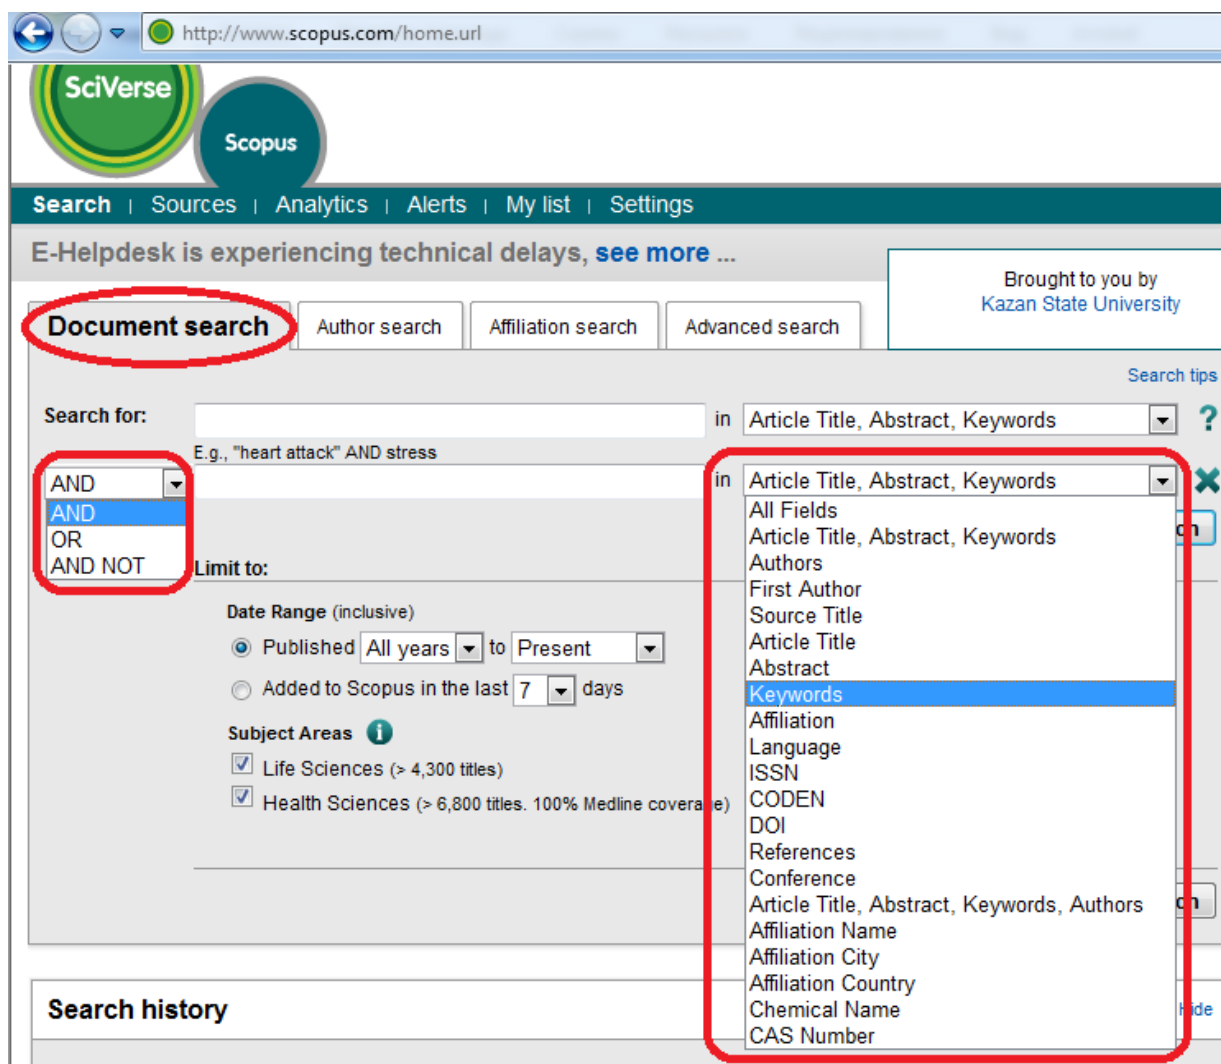 http://www.scopus.com/home.url
SciVerse
Scopus
Search | Sources | Analytics | Alerts | My list | Settings
E-Helpdesk is experiencing technical delays, see more ...
Brought to you by
Kazan State University
Document search
Author search
Affiliation search
Advanced search
Search tips
Search for:
in
Article Title, Abstract, Keywords
?
E.g., "heart attack" AND stress
AND
in
Article Title, Abstract, Keywords
AND
OR
AND NOT
All Fields
Article Title, Abstract, Keywords
Authors
First Author
Source Title
Article Title
Abstract
Keywords
Affiliation
Language
ISSN
CODEN
DOI
References
Conference
Article Title, Abstract, Keywords, Authors
Affiliation Name
Affiliation City
Affiliation Country
Chemical Name
CAS Number
Limit to:
Date Range (inclusive)
Published All years to Present
Added to Scopus in the last 7 days
Subject Areas i
Life Sciences (> 4,300 titles)
Health Sciences (> 6,800 titles. 100% Medline coverage)
Search history
Hide